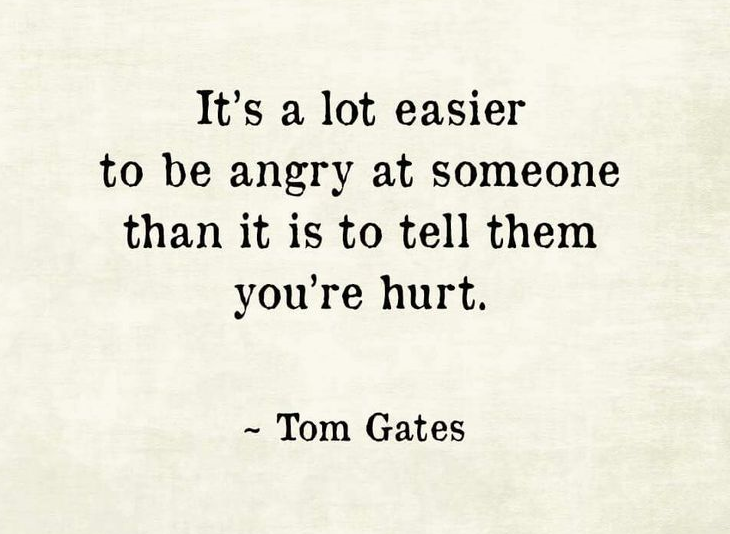 It's a lot easier
to be angry at someone
than it is to tell them
you're hurt.
~ Tom Gates